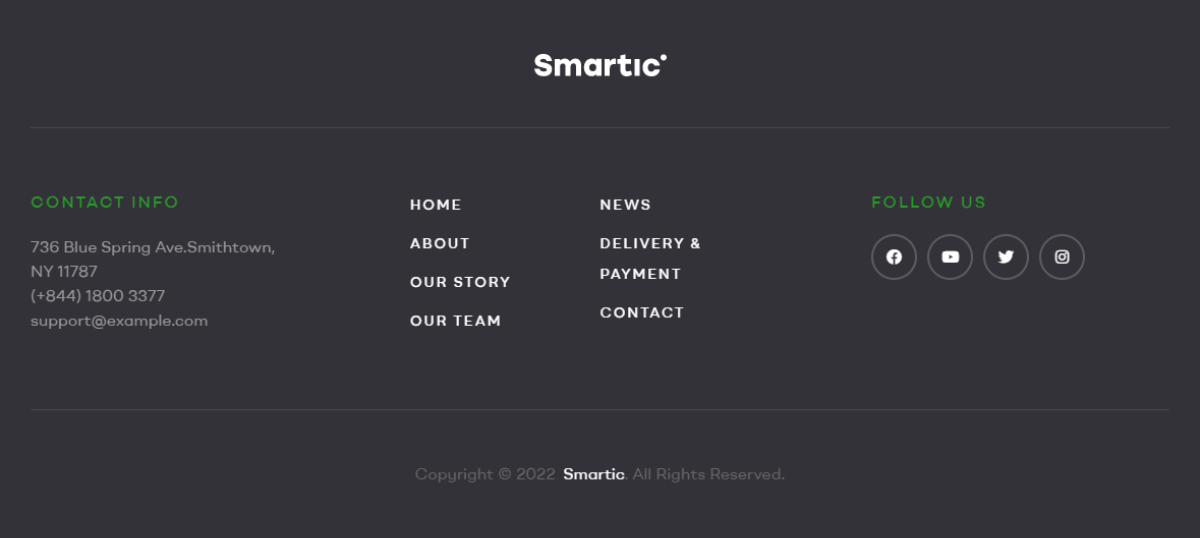 Smartic
CONTACT INFO
736 Blue Spring Ave.Smithtown,
NY 11787
(+844) 1800 3377
support@example.com
HOME
ABOUT
OUR STORY
OUR TEAM
NEWS
DELIVERY &
PAYMENT
CONTACT
FOLLOW US
Copyright © 2022 Smartic. All Rights Reserved.